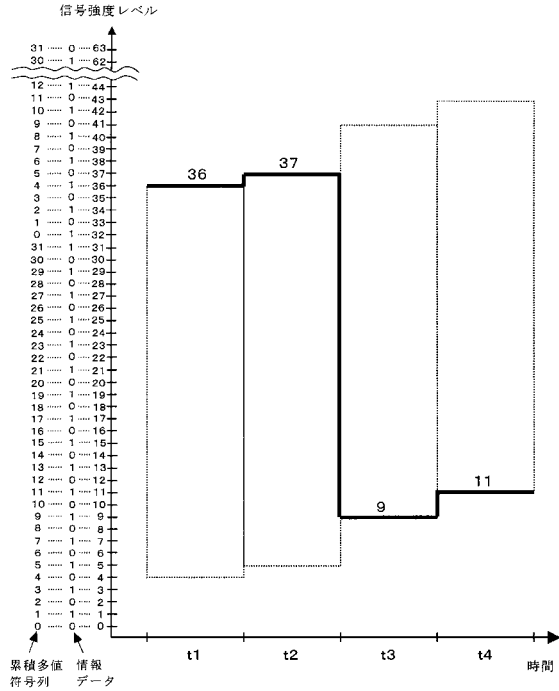 信号強度レベル
31 0 63
30 1 62
12 1 44
11 0 43
10 1 42
9 0 41
8 1 40
7 0 39
6 1 38
5 0 37
4 1 36
3 0 35
2 1 34
1 0 33
0 1 32
31 1 31
30 0 30
29 1 29
28 0 28
27 1 27
26 0 26
25 1 25
24 0 24
23 1 23
22 0 22
21 1 21
20 0 20
19 1 19
18 0 18
17 1 17
16 0 16
15 1 15
14 0 14
13 1 13
12 0 12
11 1 11
10 0 10
9 1 9
8 0 8
7 1 7
6 0 6
5 1 5
4 0 4
3 1 3
2 0 2
1 1 1
0 0 0
36
37
9
11
t1 t2 t3 t4
時間
累積多値
符号列
情報
データ